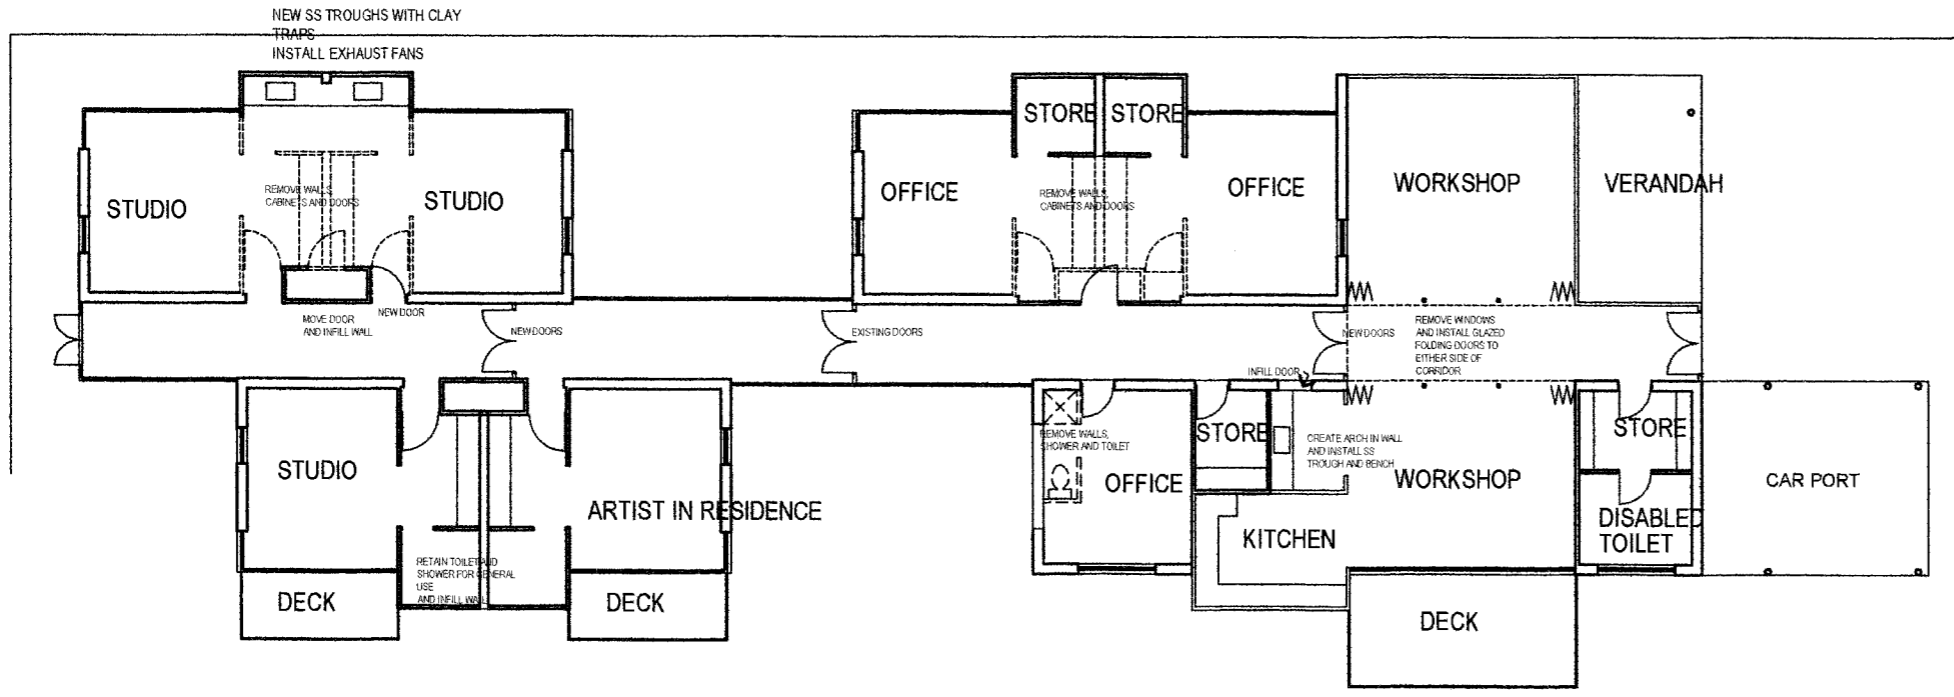 NEW SS TROUGHS WITH CLAY
TRAPS
INSTALL EXHAUST FANS
STORE
STORE
STUDIO
REMOVE WALLS,
CABINETS AND DOORS
STUDIO
OFFICE
REMOVE WALLS,
CABINETS AND DOORS
OFFICE
WORKSHOP
VERANDAH
MOVE DOOR
AND INFILL WALL
NEW DOOR
NEW DOORS
EXISTING DOORS
NEW DOORS
REMOVE WINDOWS
AND INSTALL GLAZED
FOLDING DOORS TO
EITHER SIDE OF
CORRIDOR
INFILL DOOR
STUDIO
ARTIST IN RESIDENCE
REMOVE WALLS,
SHOWER AND TOILET
OFFICE
STORE
CREATE ARCH IN WALL
AND INSTALL SS
TROUGH AND BENCH
WORKSHOP
STORE
CAR PORT
KITCHEN
DISABLED
TOILET
RETAIN TOILET AND
SHOWER FOR GENERAL
USE
AND INFILL WALL
DECK
DECK
DECK